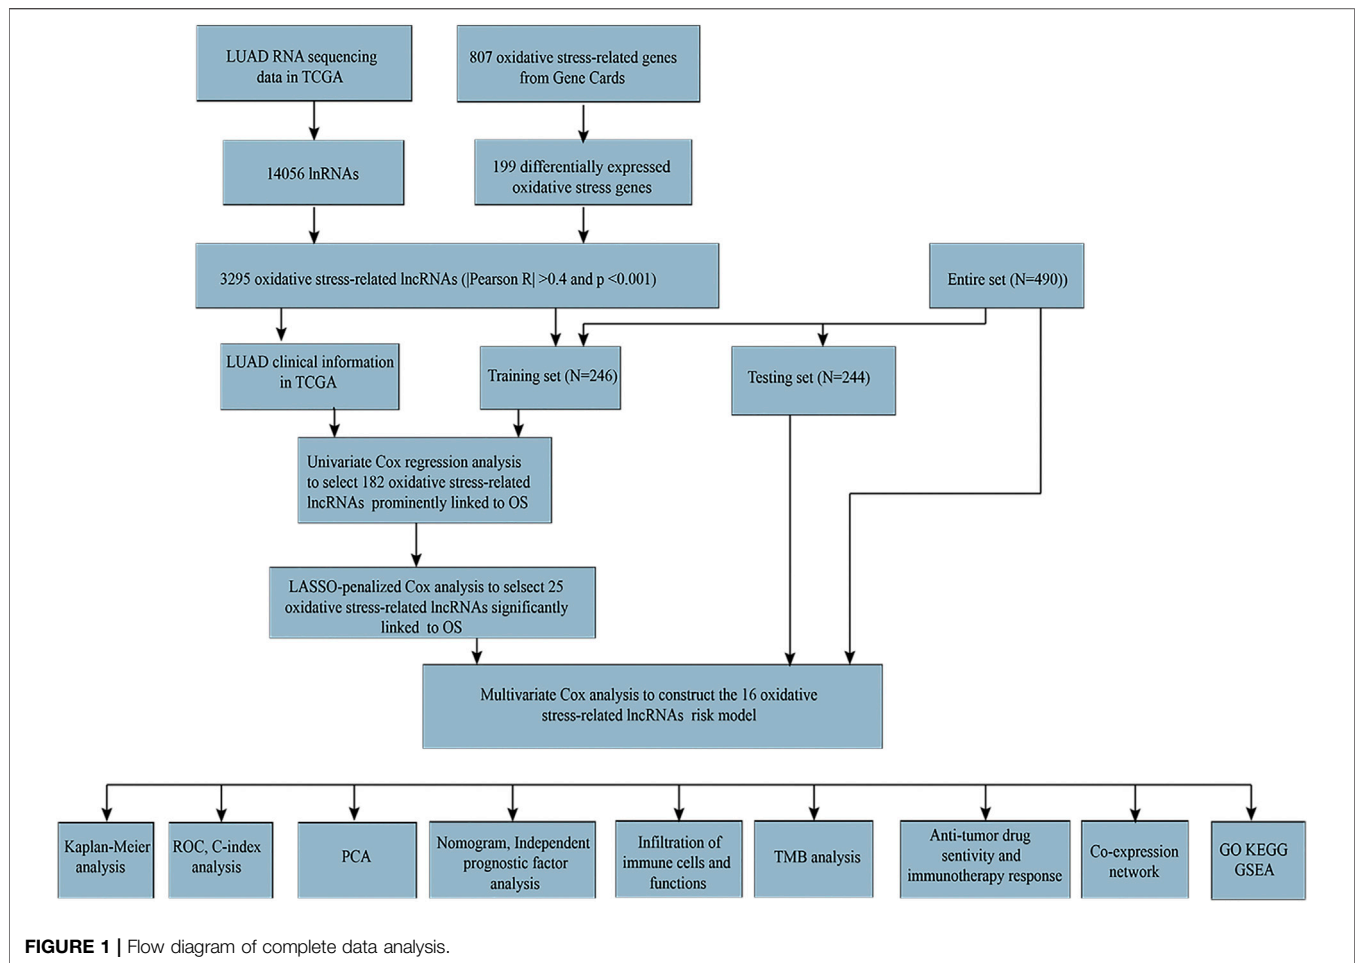 LUAD RNA sequencing
data in TCGA
807 oxidative stress-related genes
from Gene Cards
14056 lnRNAs
199 differentially expressed
oxidative stress genes
3295 oxidative stress-related lncRNAs (|Pearson R| >0.4 and p <0.001)
Entire set (N=490))
LUAD clinical information
in TCGA
Training set (N=246)
Testing set (N=244)
Univariate Cox regression analysis
to select 182 oxidative stress-related
lncRNAs prominently linked to OS
LASSO-penalized Cox analysis to selsect 25
oxidative stress-related lncRNAs significantly
linked to OS
Multivariate Cox analysis to construct the 16 oxidative
stress-related lncRNAs risk model
Kaplan-Meier
analysis
ROC, C-index
analysis
PCA
Nomogram, Independent
prognostic factor
analysis
Infiltration of
immune cells and
functions
TMB analysis
Anti-tumor drug
sentivity and
immunotherapy response
Co-expression
network
GO KEGG
GSEA
FIGURE 1 | Flow diagram of complete data analysis.